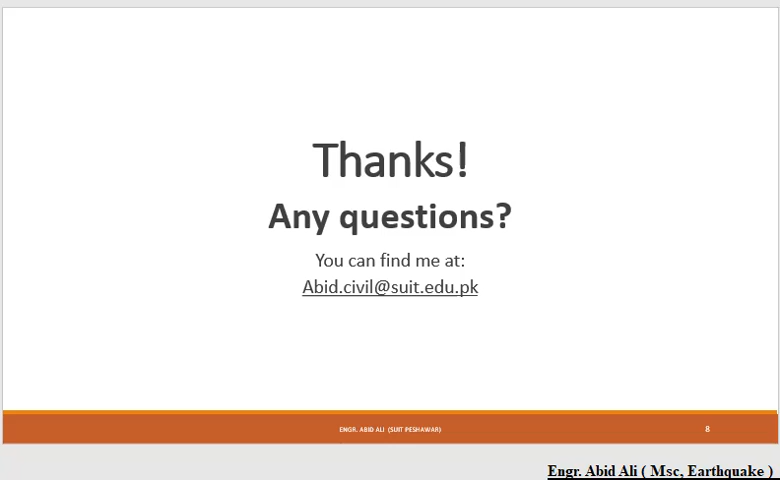 Thanks!
Any questions?
You can find me at:
Abid.civil@suit.edu.pk
ENGR. ABID ALI (SUIT PESHAWAR)
8
Engr. Abid Ali ( Msc, Earthquake )